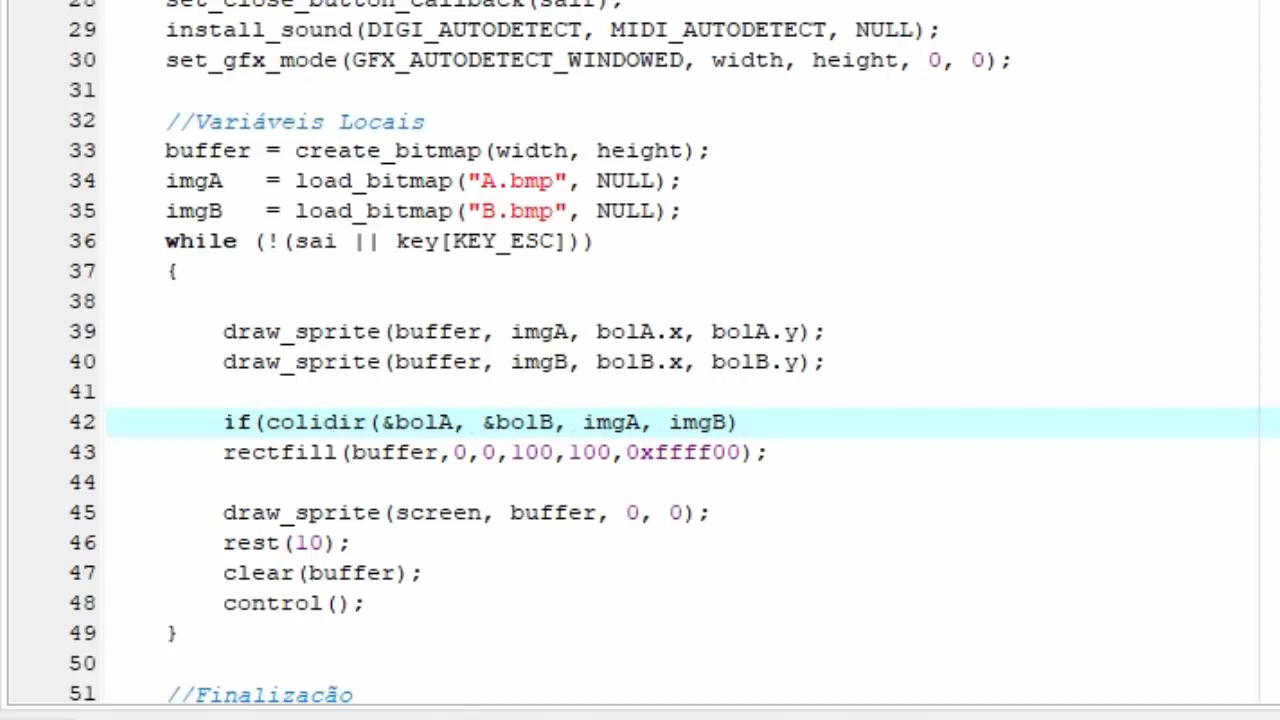 28 set_close_button_callback(sair);
29 install_sound(DIGI_AUTODETECT, MIDI_AUTODETECT, NULL);
30 set_gfx_mode(GFX_AUTODETECT_WINDOWED, width, height, 0, 0);
31
32 //Variáveis Locais
33 buffer = create_bitmap(width, height);
34 imgA   = load_bitmap("A.bmp", NULL);
35 imgB   = load_bitmap("B.bmp", NULL);
36 while (!(sai || key[KEY_ESC]))
37 {
38
39 draw_sprite(buffer, imgA, bolA.x, bolA.y);
40 draw_sprite(buffer, imgB, bolB.x, bolB.y);
41
42 if(colidir(&bolA, &bolB, imgA, imgB)
43 rectfill(buffer,0,0,100,100,0xffff00);
44
45 draw_sprite(screen, buffer, 0, 0);
46 rest(10);
47 clear(buffer);
48 control();
49 }
50
51 //Finalização